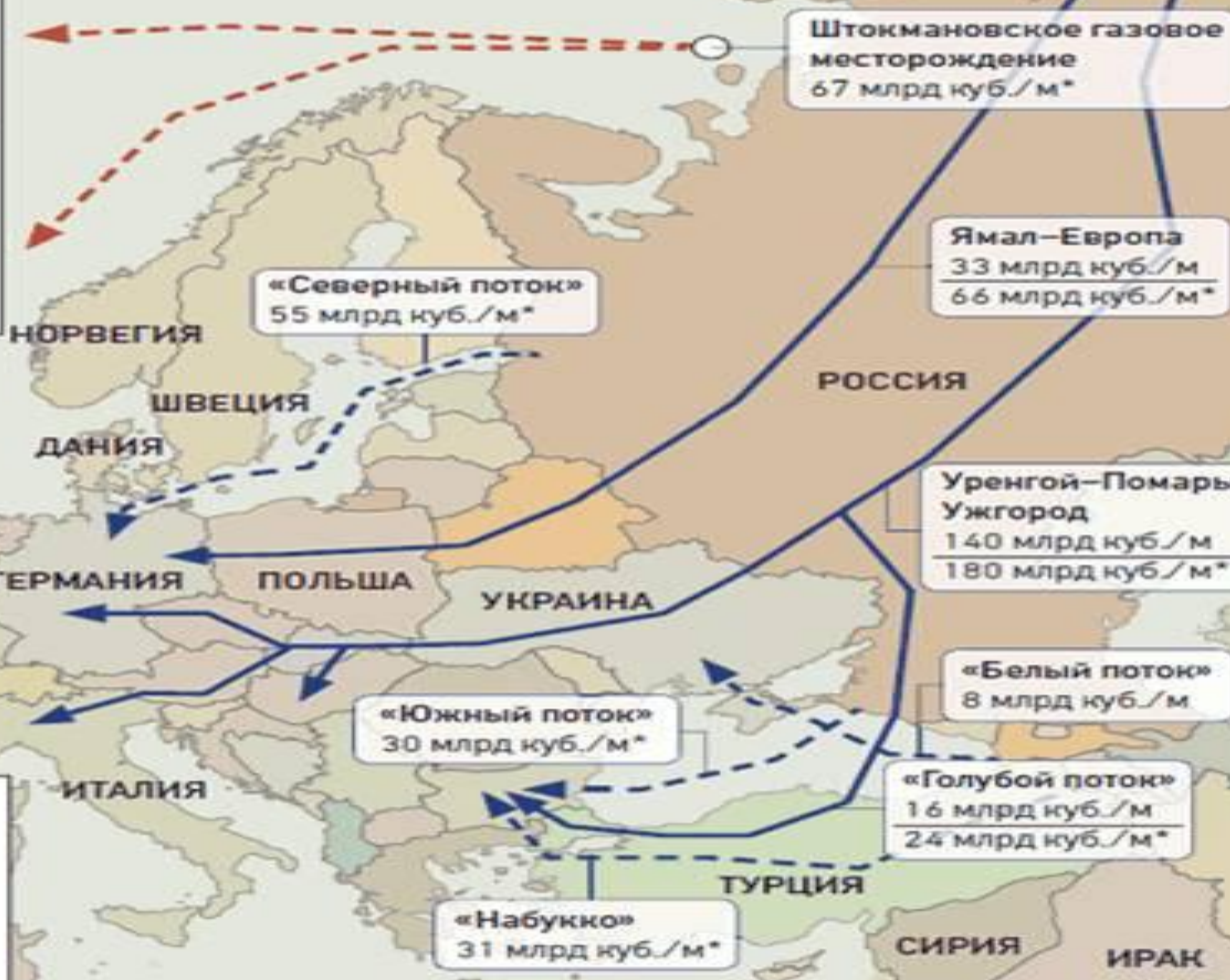 Штокмановское газовое
месторождение
67 млрд куб./м*
Ямал–Европа
33 млрд куб./м
66 млрд куб./м*
«Северный поток»
55 млрд куб./м*
НОРВЕГИЯ
ШВЕЦИЯ
РОССИЯ
ДАНИЯ
Уренгой–Помары
Ужгород
140 млрд куб./м
180 млрд куб./м*
ГЕРМАНИЯ
ПОЛЬША
УКРАИНА
«Белый поток»
8 млрд куб./м
«Южный поток»
30 млрд куб./м*
ИТАЛИЯ
«Голубой поток»
16 млрд куб./м
24 млрд куб./м*
ТУРЦИЯ
«Набукко»
31 млрд куб./м*
СИРИЯ
ИРАК